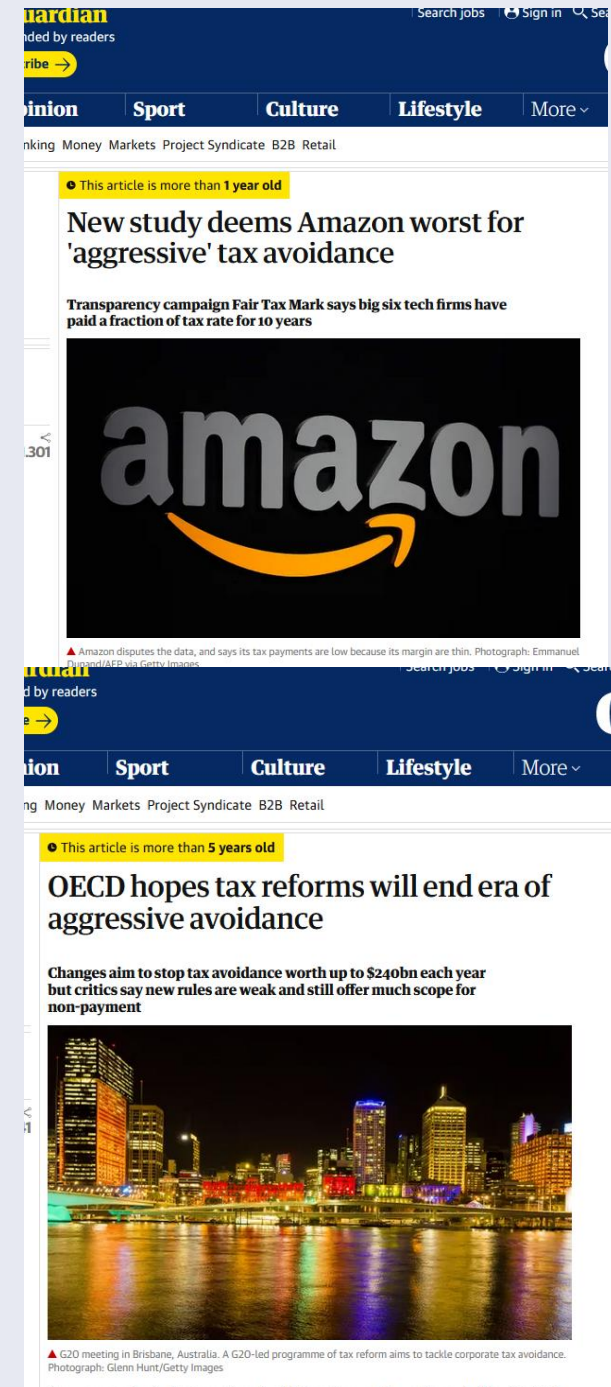 Search jobs Sign in
by readers
→
Sport Culture Lifestyle More
Money Markets Project Syndicate B2B Retail
This article is more than 1 year old
New study deems Amazon worst for
'aggressive' tax avoidance
Transparency campaign Fair Tax Mark says big six tech firms have
paid a fraction of tax rate for 10 years
301
amazon
Amazon disputes the data, and says its tax payments are low because its margin are thin. Photograph: Emmanuel
via Getty Images
by readers
→
Sport Culture Lifestyle More
Money Markets Project Syndicate B2B Retail
This article is more than 5 years old
OECD hopes tax reforms will end era of
aggressive avoidance
Changes aim to stop tax avoidance worth up to $240bn each year
but critics say new rules are weak and still offer much scope for
non-payment
G20 meeting in Brisbane, Australia. A G20-led programme of tax reform aims to tackle corporate tax avoidance.
Photograph: Glenn Hunt/Getty Images